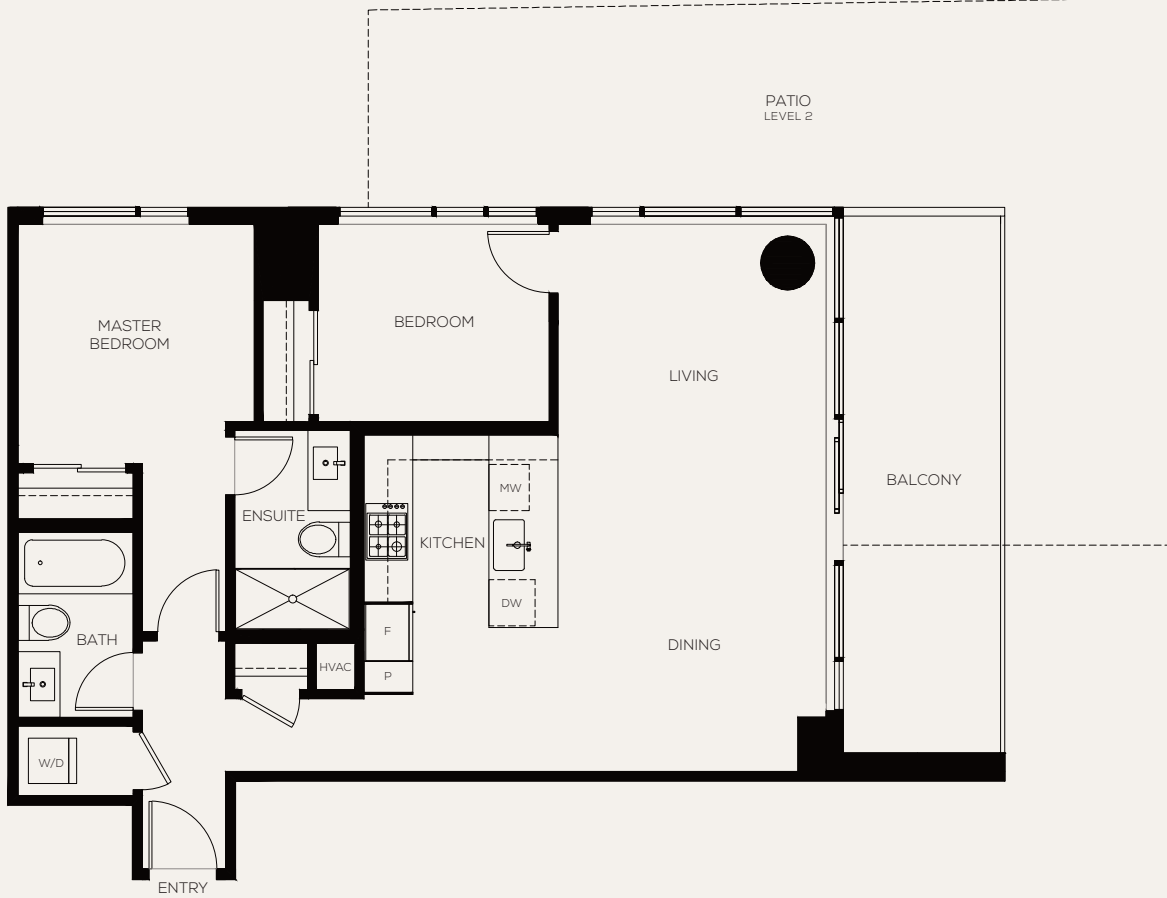 PATIO
LEVEL 2
MASTER
BEDROOM
BEDROOM
LIVING
BALCONY
MW
ENSUITE
KITCHEN
DW
F
BATH
DINING
HVAC
P
W/D
ENTRY